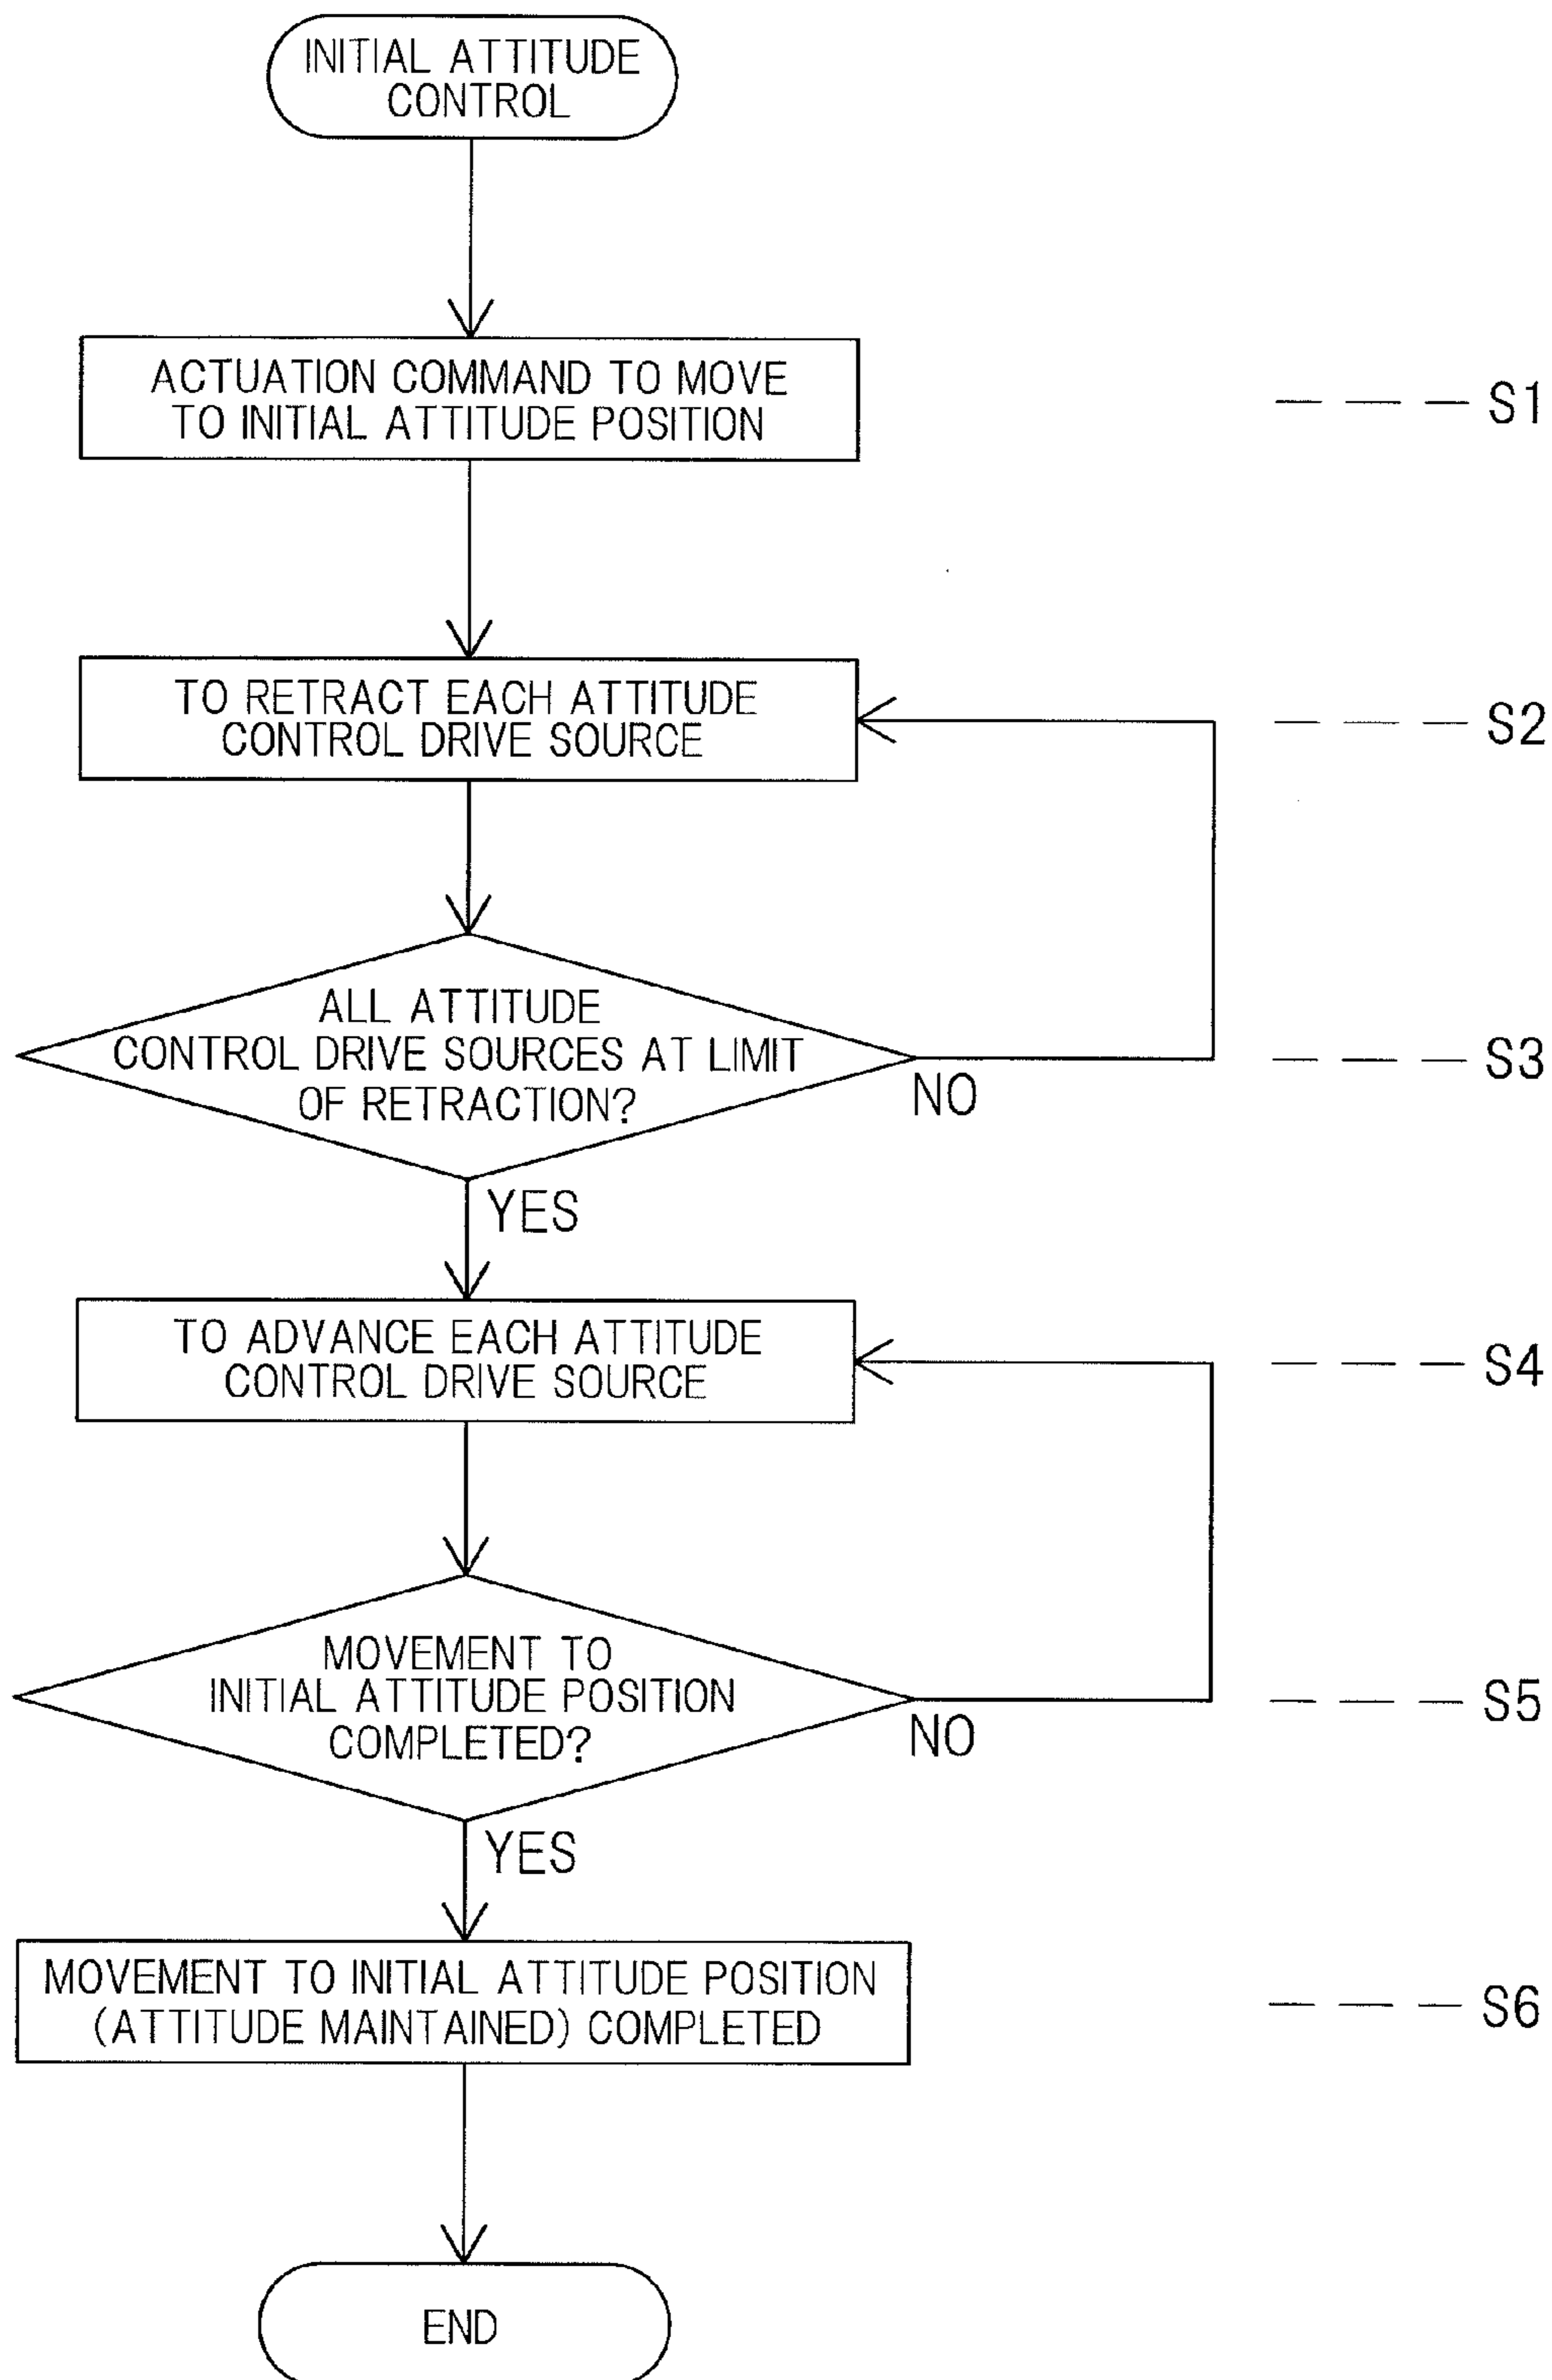 INITIAL ATTITUDE
CONTROL
ACTUATION COMMAND TO MOVE
TO INITIAL ATTITUDE POSITION
S1
TO RETRACT EACH ATTITUDE
CONTROL DRIVE SOURCE
S2
ALL ATTITUDE
CONTROL DRIVE SOURCES AT LIMIT
OF RETRACTION?
S3
NO
YES
TO ADVANCE EACH ATTITUDE
CONTROL DRIVE SOURCE
S4
MOVEMENT TO
INITIAL ATTITUDE POSITION
COMPLETED?
S5
NO
YES
MOVEMENT TO INITIAL ATTITUDE POSITION
(ATTITUDE MAINTAINED) COMPLETED
S6
END